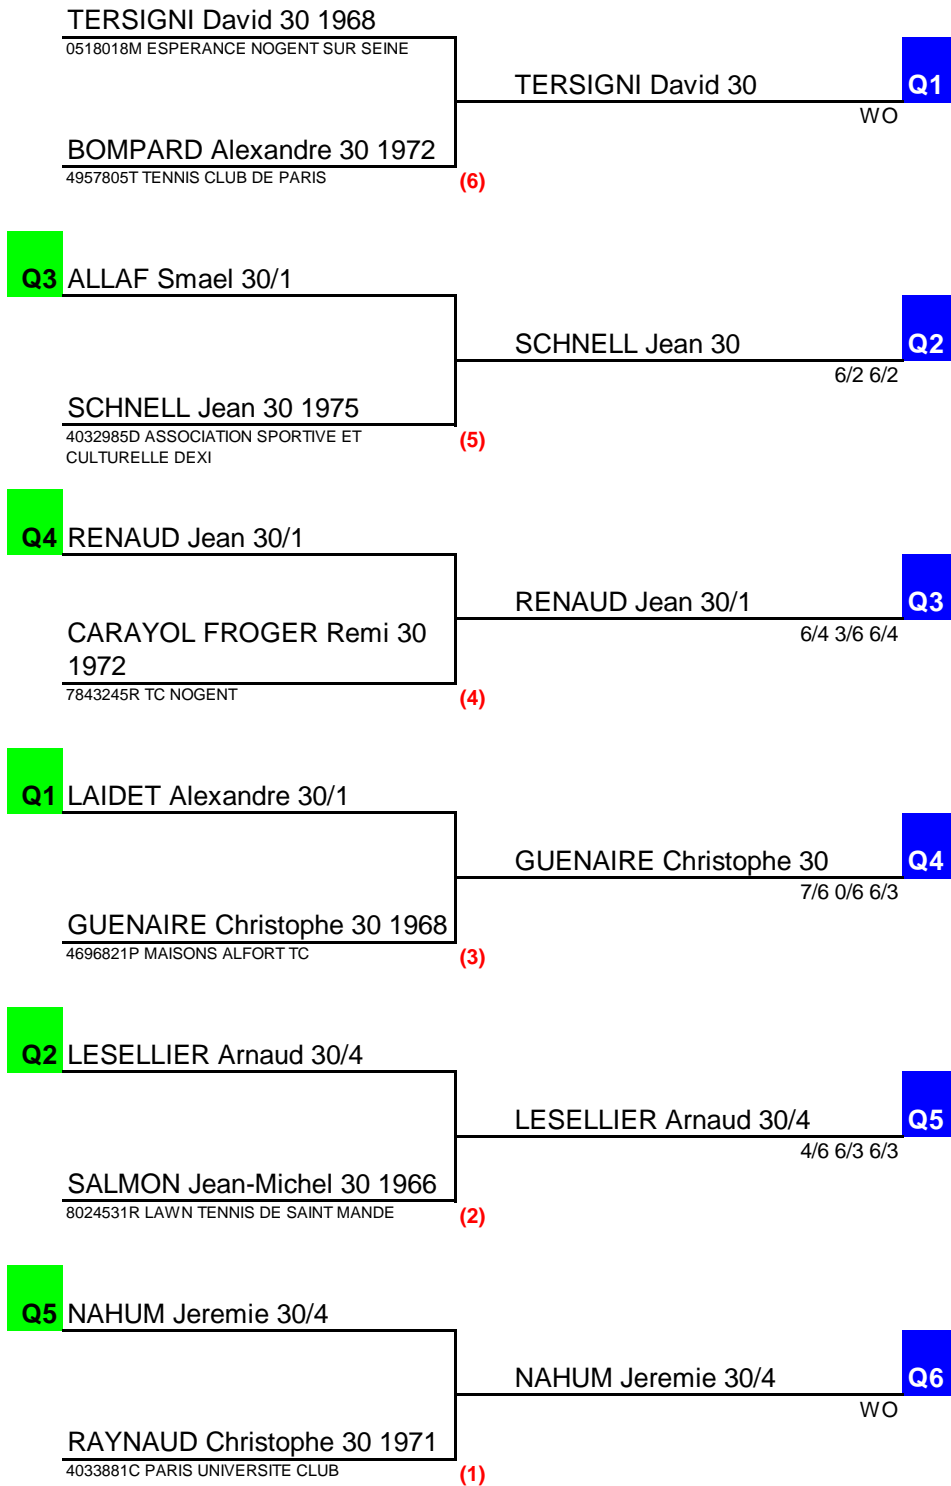 TERSIGNI David 30 1968
0518018M ESPERANCE NOGENT SUR SEINE
TERSIGNI David 30
Q1
WO
BOMPARD Alexandre 30 1972
4957805T TENNIS CLUB DE PARIS
(6)
Q3 ALLAF Smael 30/1
SCHNELL Jean 30
Q2
6/2 6/2
SCHNELL Jean 30 1975
4032985D ASSOCIATION SPORTIVE ET
CULTURELLE DEXI
(5)
Q4 RENAUD Jean 30/1
RENAUD Jean 30/1
Q3
6/4 3/6 6/4
CARAYOL FROGER Remi 30
1972
7843245R TC NOGENT
(4)
Q1 LAIDET Alexandre 30/1
GUENAIRE Christophe 30
Q4
7/6 0/6 6/3
GUENAIRE Christophe 30 1968
4696821P MAISONS ALFORT TC
(3)
Q2 LESELLIER Arnaud 30/4
LESELLIER Arnaud 30/4
Q5
4/6 6/3 6/3
SALMON Jean-Michel 30 1966
8024531R LAWN TENNIS DE SAINT MANDE
(2)
Q5 NAHUM Jeremie 30/4
NAHUM Jeremie 30/4
Q6
WO
RAYNAUD Christophe 30 1971
4033881C PARIS UNIVERSITE CLUB
(1)